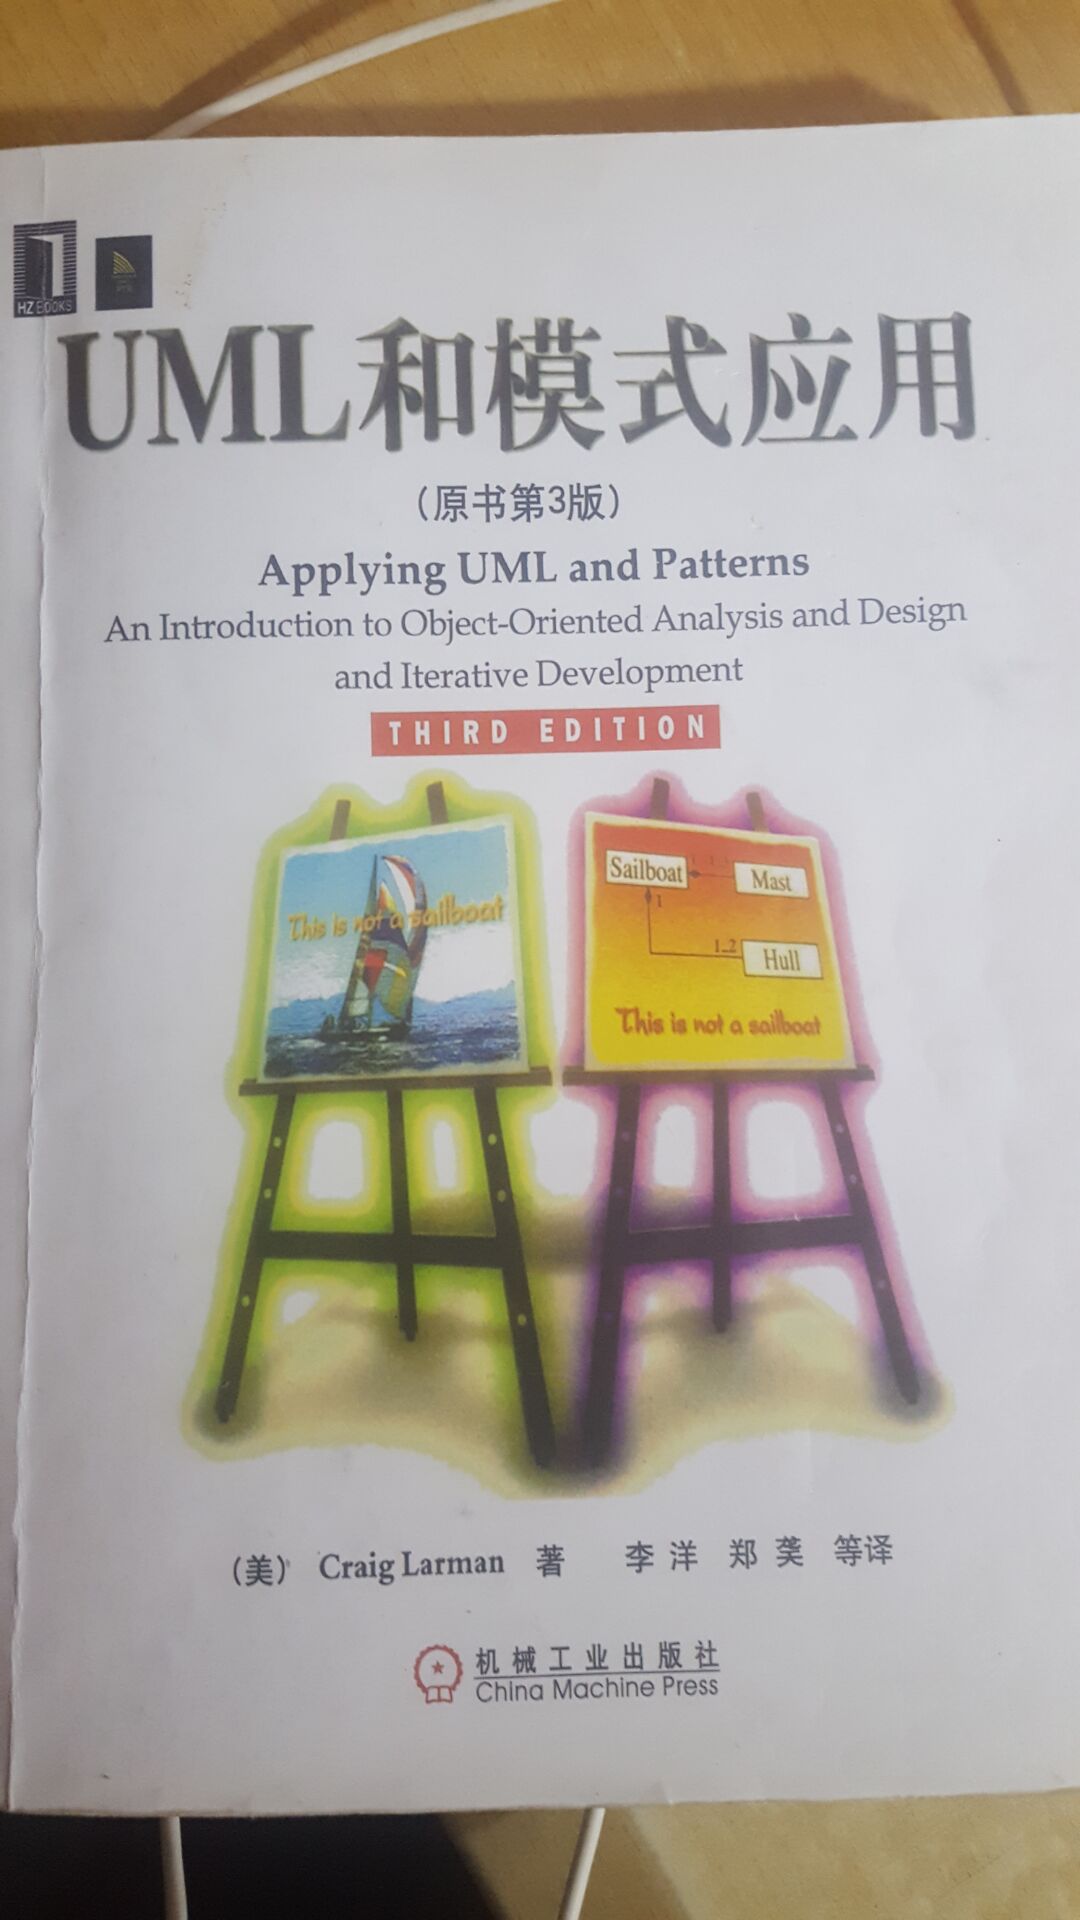 HZ BOOKS
UML和模式应用
（原书第3版）
Applying UML and Patterns
An Introduction to Object-Oriented Analysis and Design
and Iterative Development
THIRD EDITION
This is not a sailboat
Sailboat
Mast
1
1..2
Hull
This is not a sailboat
（美） Craig Larman 著 李洋 郑䶮 等译
机械工业出版社
China Machine Press